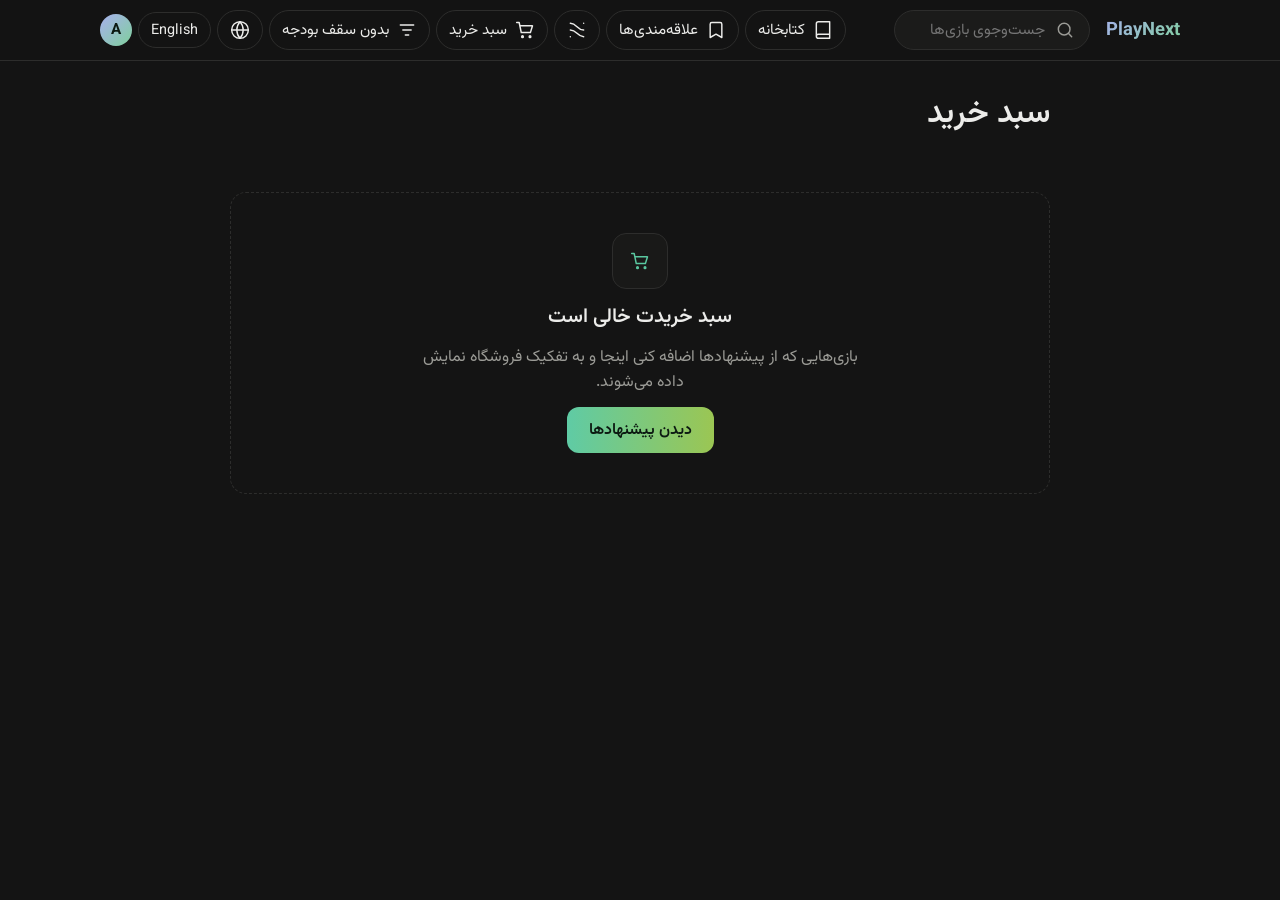 PlayNext
جست‌وجوی بازی‌ها
کتابخانه
علاقه‌مندی‌ها
سبد خرید
بدون سقف بودجه
English
A
سبد خرید
سبد خریدت خالی است
بازی‌هایی که از پیشنهادها اضافه کنی اینجا و به تفکیک فروشگاه نمایش
داده می‌شوند.
دیدن پیشنهادها